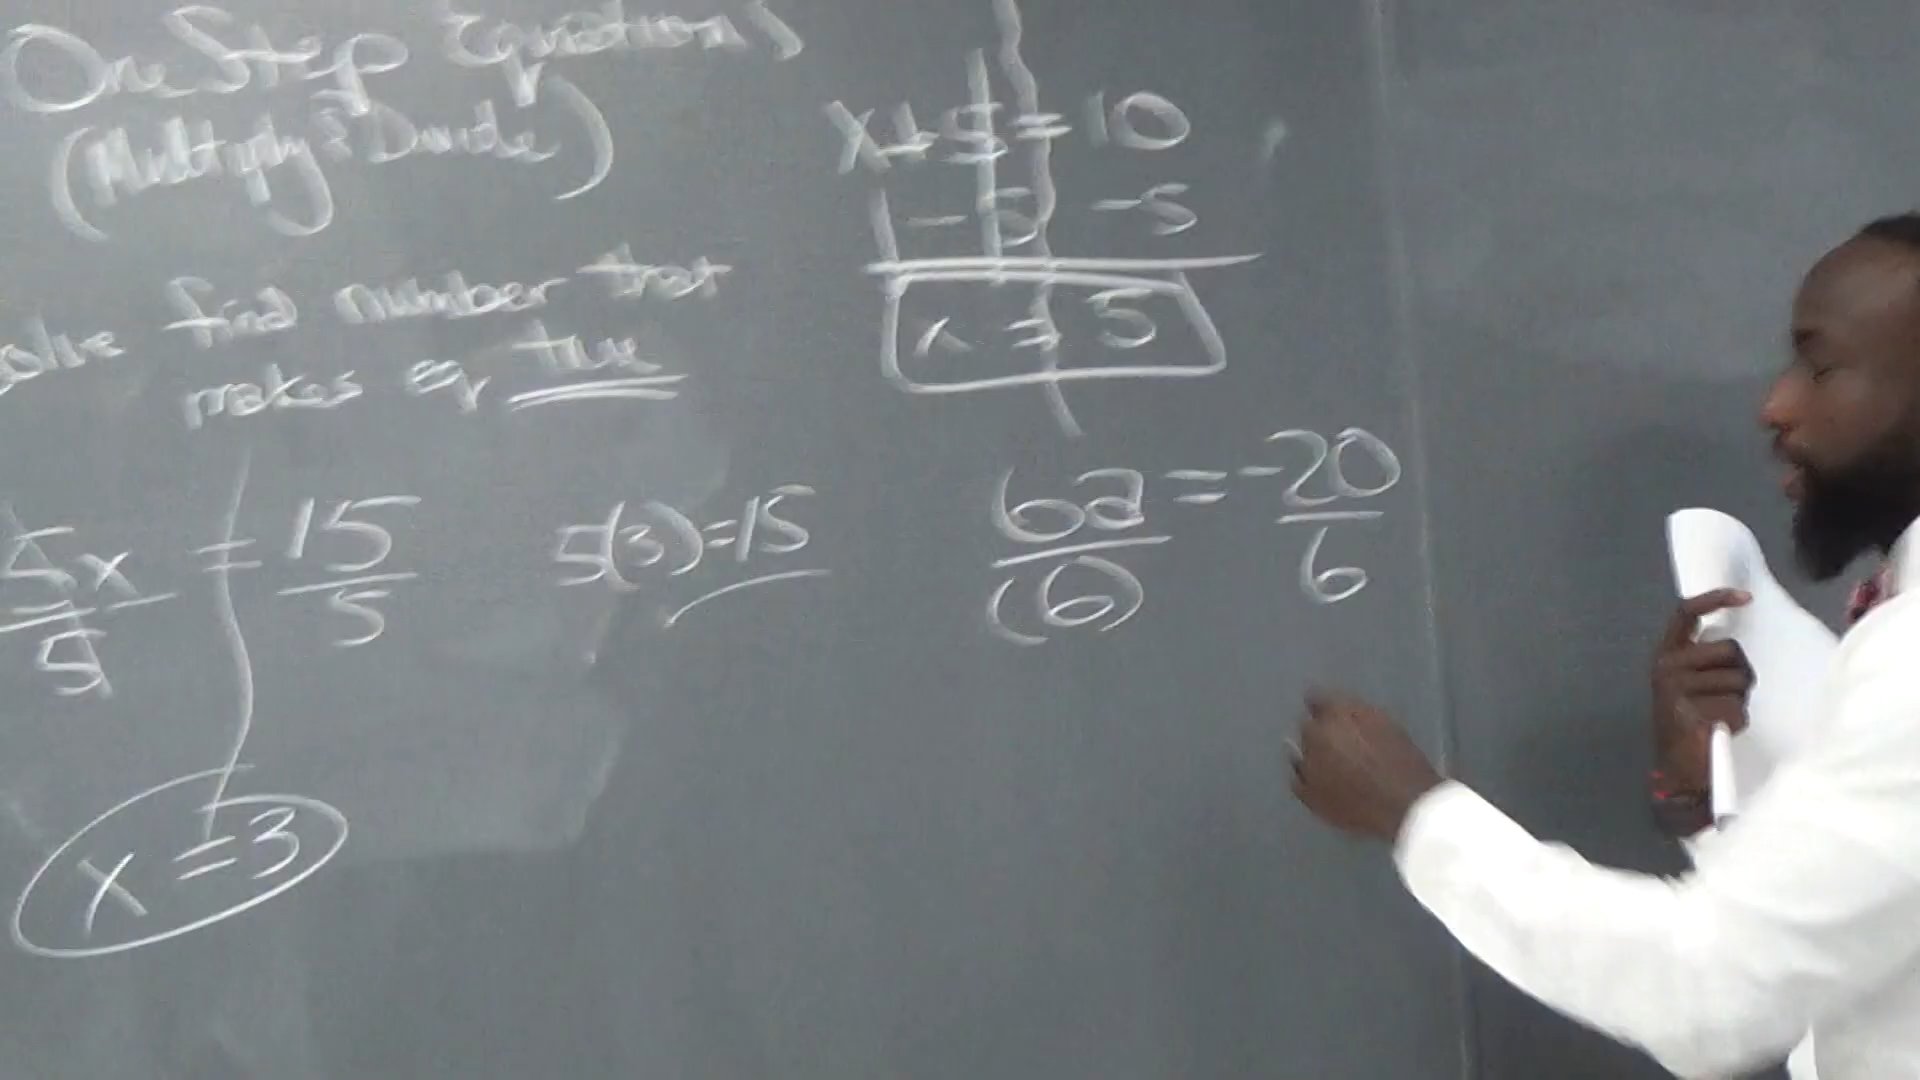 One Step Equations
(Multiply & Divide)
solve find number that
makes eq true
5x = 15
5 5
x = 3
5(3)=15
x+5=10
-5 -5
x = 5
6a=-20
(6) 6